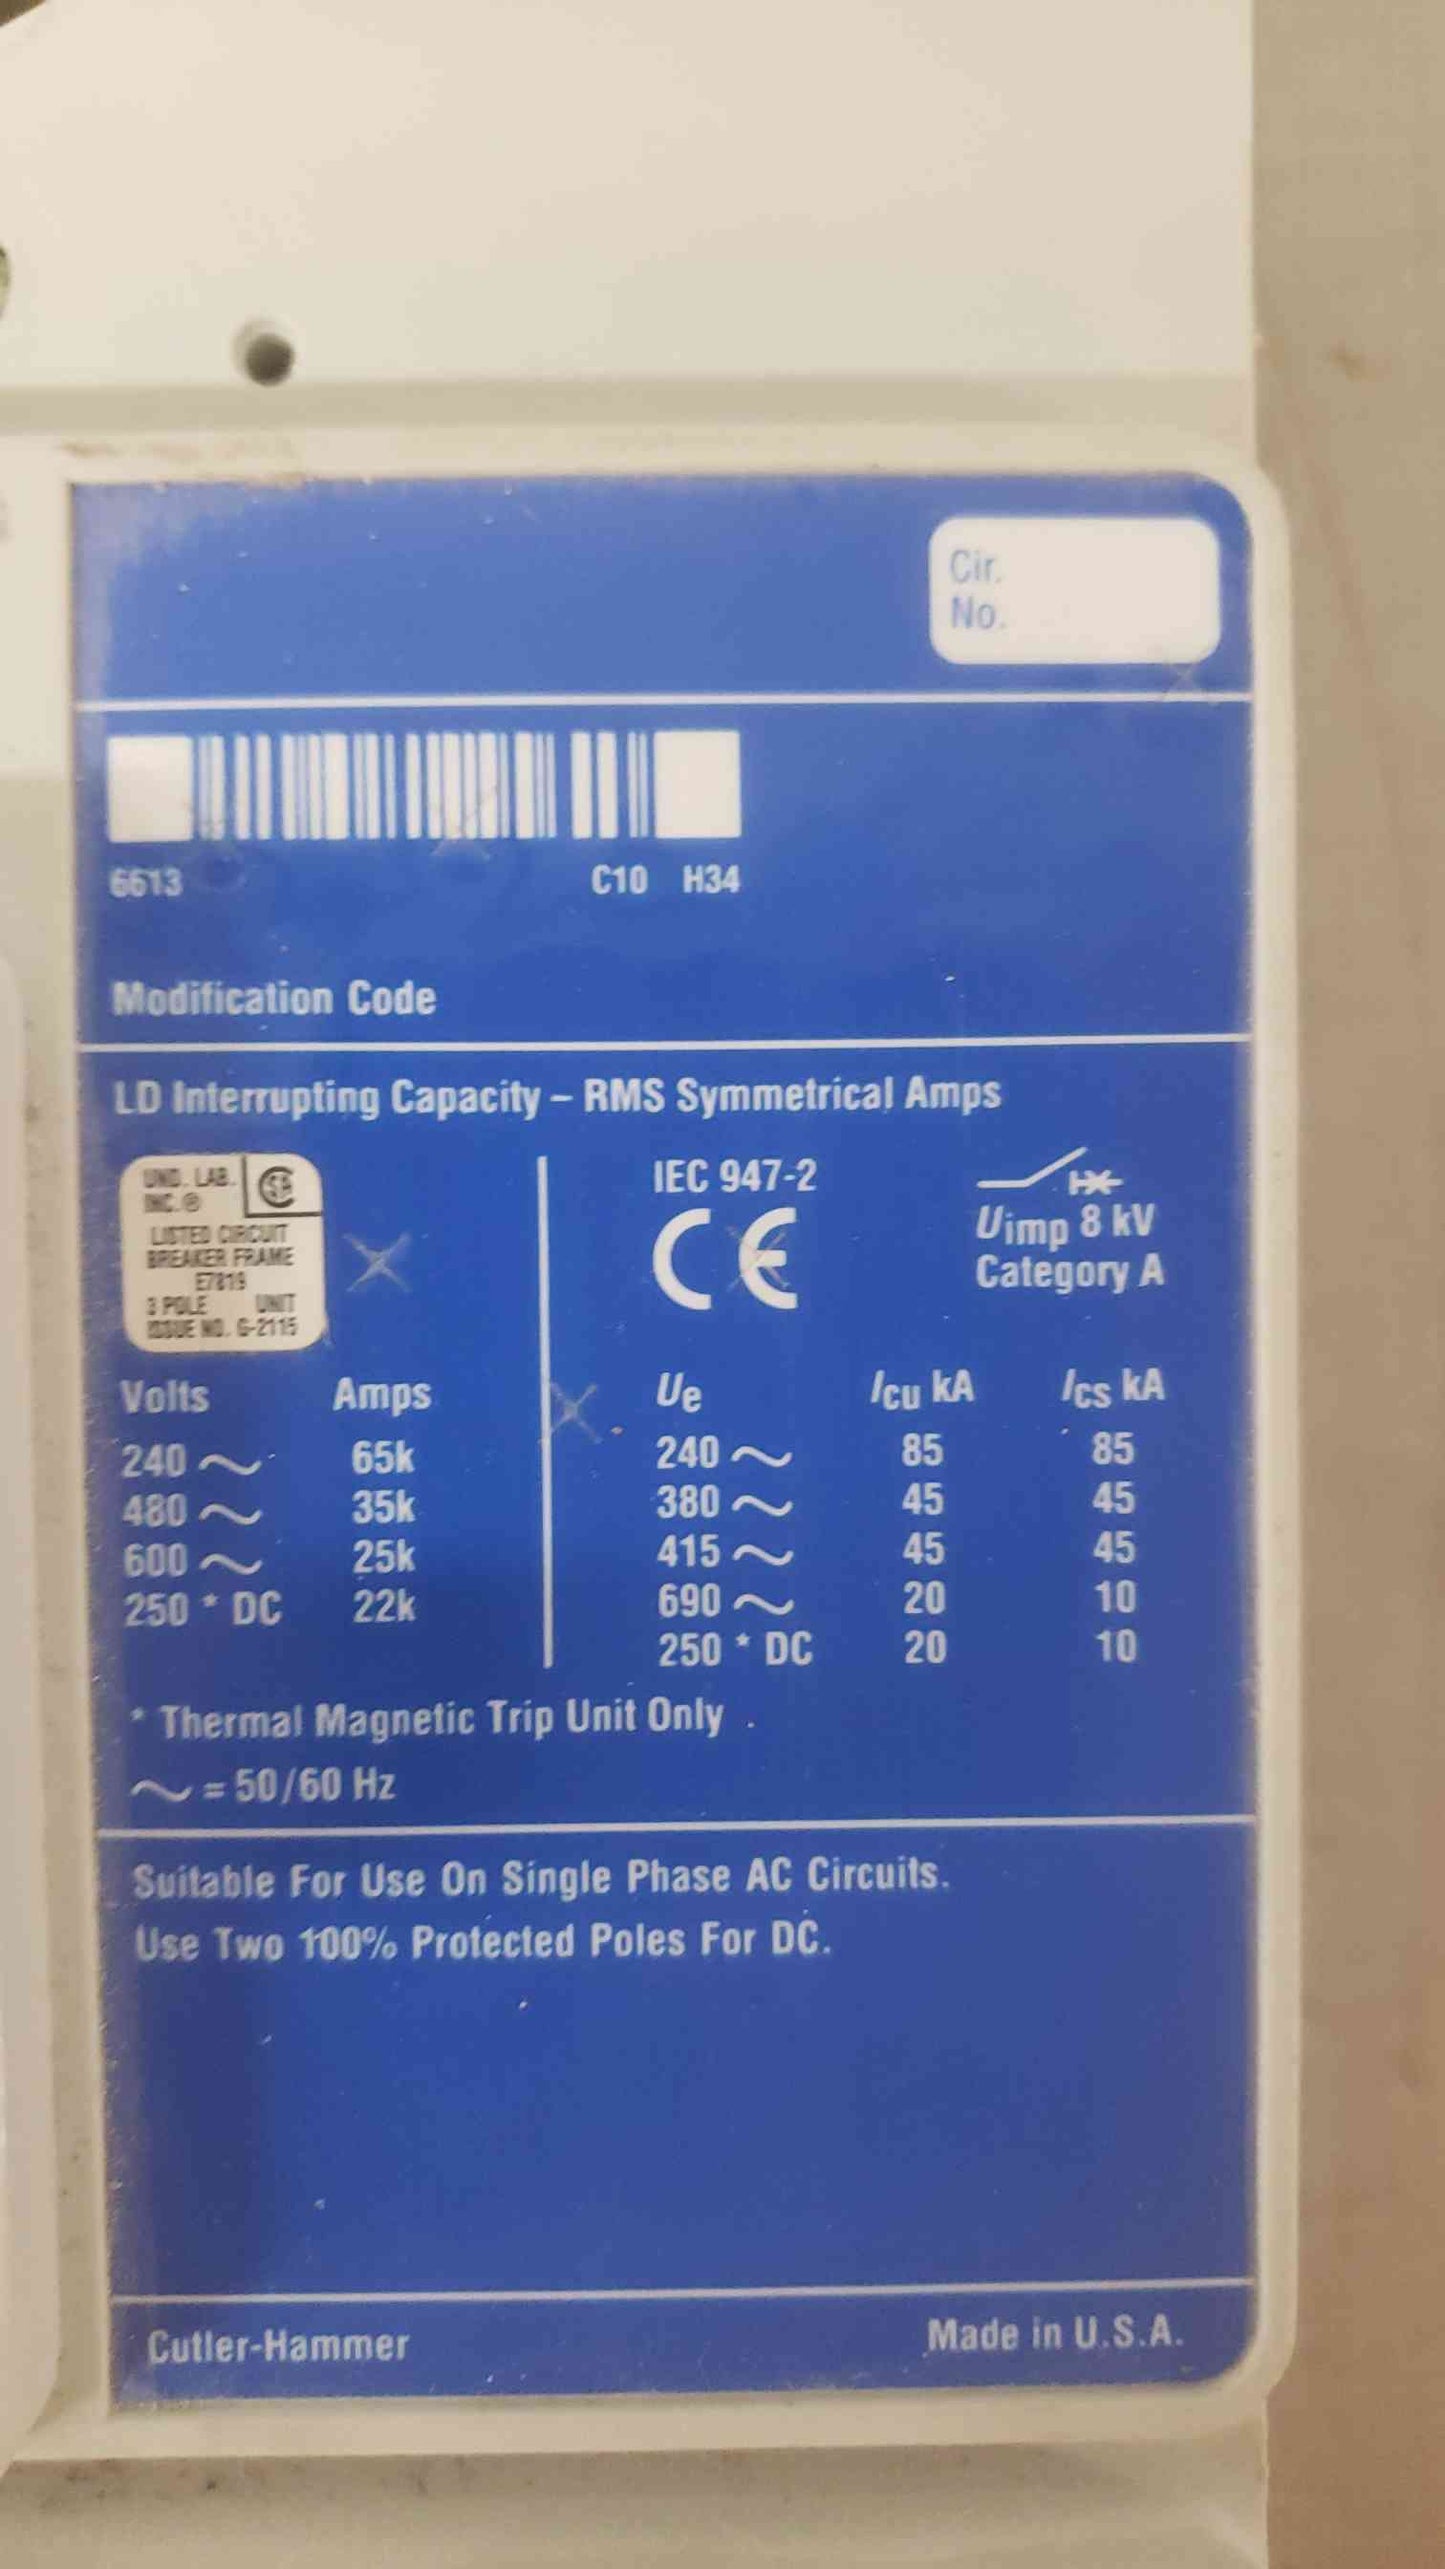 Cir.
No.
6613 C10 H34
Modification Code
LD Interrupting Capacity – RMS Symmetrical Amps
UND. LAB.
INC.®
LISTED CIRCUIT
BREAKER FRAME
E7819
3 POLE UNIT
ISSUE NO. G-2115
IEC 947-2
CE
Uimp 8 kV
Category A
Volts Amps
240 ~ 65k
480 ~ 35k
600 ~ 25k
250 * DC 22k
Ue Icu kA Ics kA
240 ~ 85 85
380 ~ 45 45
415 ~ 45 45
690 ~ 20 10
250 * DC 20 10
* Thermal Magnetic Trip Unit Only
~ = 50/60 Hz
Suitable For Use On Single Phase AC Circuits.
Use Two 100% Protected Poles For DC.
Cutler-Hammer Made in U.S.A.